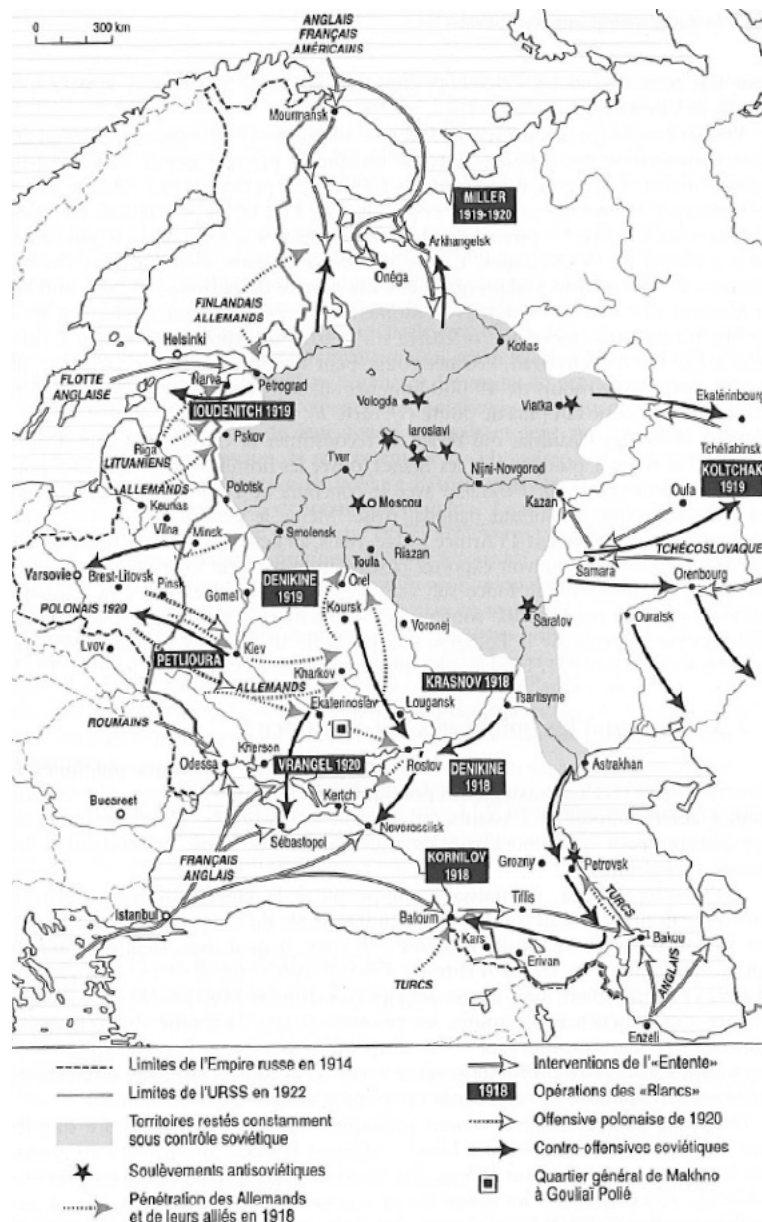 0 300 km
ANGLAIS
FRANÇAIS
AMÉRICAINS
Mourmansk
MILLER
1919-1920
Arkhangelsk
Onéga
FINLANDAIS
ALLEMANDS
Helsinki
Kotlas
FLOTTE
ANGLAISE
Narva
Petrograd
IOUDENITCH 1919
Vologda
Viatka
Ekatérinbourg
Pskov
Iaroslavl
Riga
LITUANIENS
Tver
Nijni-Novgorod
Tchéliabinsk
KOLTCHAK
1919
ALLEMANDS
Polotsk
Moscou
Kazan
Oufa
Kaunas
Vilna
Minsk
Smolensk
Toula
Riazan
TCHÉCOSLOVAQUES
Samara
Varsovie
Brest-Litovsk
Pinsk
DENIKINE
1919
Orel
Orenbourg
POLONAIS 1920
Gomel
Koursk
Voronej
Saratov
Ouralsk
Lvov
PETLIOURA
Kiev
Kharkov
ALLEMANDS
KRASNOV 1918
Ekatérinoslav
Lougansk
Tsaritsyne
ROUMAINS
Kherson
Odessa
VRANGEL 1920
Rostov
DENIKINE
1918
Astrakhan
Bucarest
Kertch
Sébastopol
Novorossiisk
FRANÇAIS
ANGLAIS
KORNILOV
1918
Grozny
Petrovsk
TURCS
Istanbul
Batoum
Tiflis
Kars
Erivan
Bakou
TURCS
ANGLAIS
Enzeli
Limites de l'Empire russe en 1914
Limites de l'URSS en 1922
Territoires restés constamment
sous contrôle soviétique
Soulèvements antisoviétiques
Pénétration des Allemands
et de leurs alliés en 1918
Interventions de l'«Entente»
1918 Opérations des «Blancs»
Offensive polonaise de 1920
Contro-offensives soviétiques
Quartier général de Makhno
à Gouliaï Polié